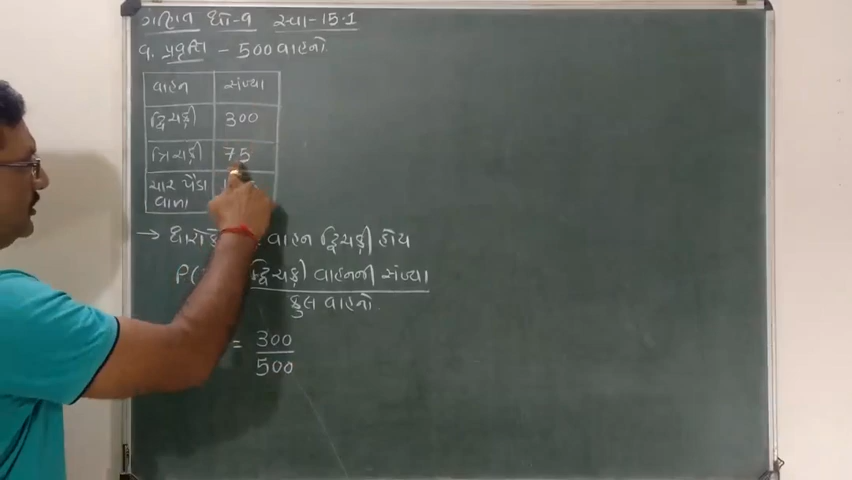 ગણિત ધો-૯ સ્વા-15.1
૧. પ્રવૃત્તિ - 500 વાહનો
વાહન સંખ્યા
દ્વિચક્રી 300
ત્રિચક્રી 75
ચાર પૈંડા
વાળા
→ ધારોકે વાહન દ્વિચક્રી હોય
P( દ્વિચક્રી વાહનની સંખ્યા
કુલ વાહનો
= 300
500